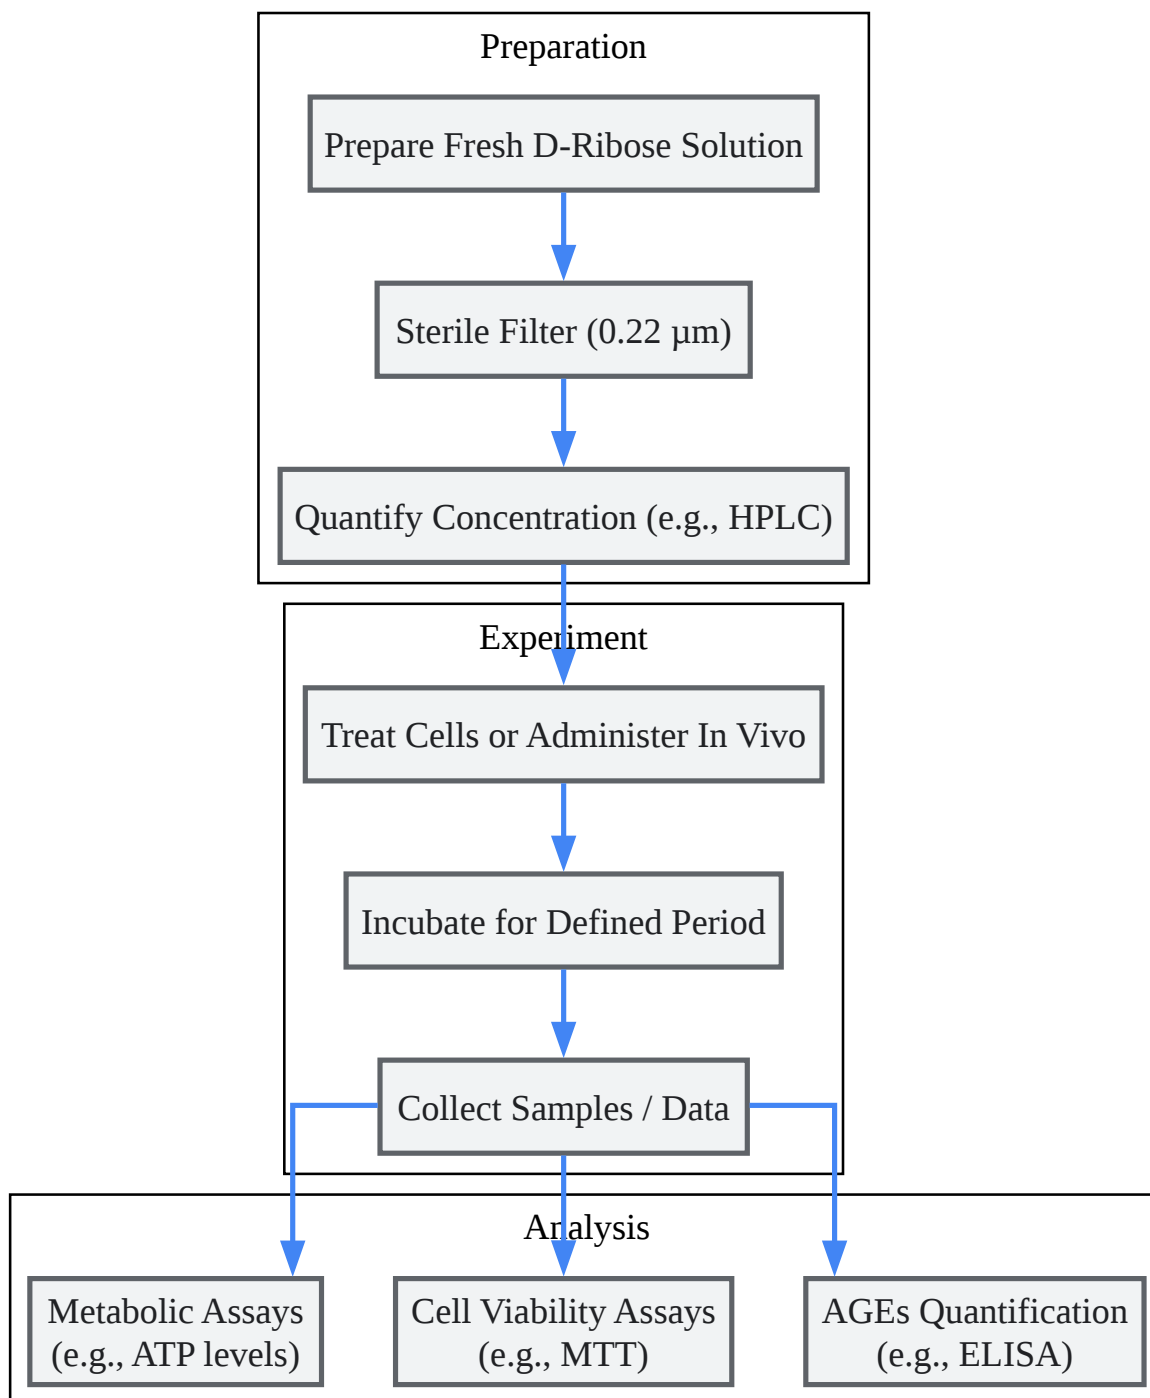 Preparation
Prepare Fresh D-Ribose Solution
Sterile Filter (0.22 µm)
Quantify Concentration (e.g., HPLC)
Experiment
Treat Cells or Administer In Vivo
Incubate for Defined Period
Collect Samples / Data
Analysis
Metabolic Assays
(e.g., ATP levels)
Cell Viability Assays
(e.g., MTT)
AGEs Quantification
(e.g., ELISA)